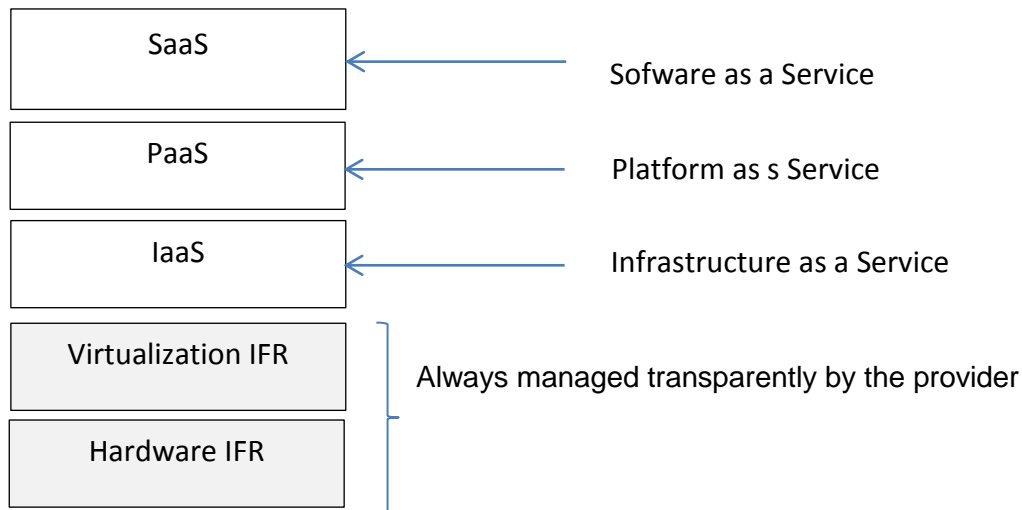 SaaS
Sofware as a Service
PaaS
Platform as s Service
IaaS
Infrastructure as a Service
Virtualization IFR
Always managed transparently by the provider
Hardware IFR